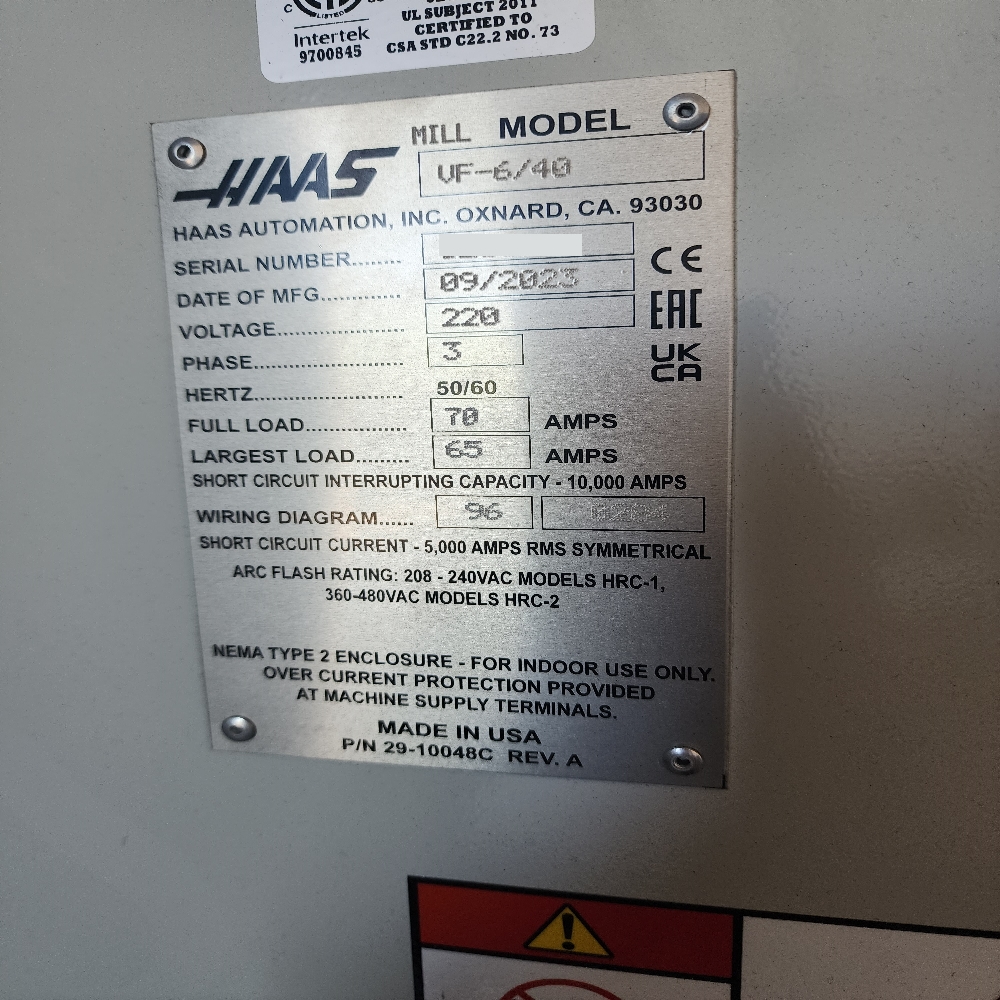 C
LISTED
US
UL SUBJECT 2011
CERTIFIED TO
CSA STD C22.2 NO. 73
Intertek
9700845
MILL MODEL
HAAS
VF-6/40
HAAS AUTOMATION, INC. OXNARD, CA. 93030
SERIAL NUMBER........
DATE OF MFG............. 09/2023
CE
VOLTAGE..................... 220
EAC
PHASE........................ 3
UK
CA
HERTZ........................ 50/60
FULL LOAD................. 70 AMPS
LARGEST LOAD......... 65 AMPS
SHORT CIRCUIT INTERRUPTING CAPACITY - 10,000 AMPS
WIRING DIAGRAM...... 96
SHORT CIRCUIT CURRENT - 5,000 AMPS RMS SYMMETRICAL
ARC FLASH RATING: 208 - 240VAC MODELS HRC-1,
360-480VAC MODELS HRC-2
NEMA TYPE 2 ENCLOSURE - FOR INDOOR USE ONLY.
OVER CURRENT PROTECTION PROVIDED
AT MACHINE SUPPLY TERMINALS.
MADE IN USA
P/N 29-10048C REV. A